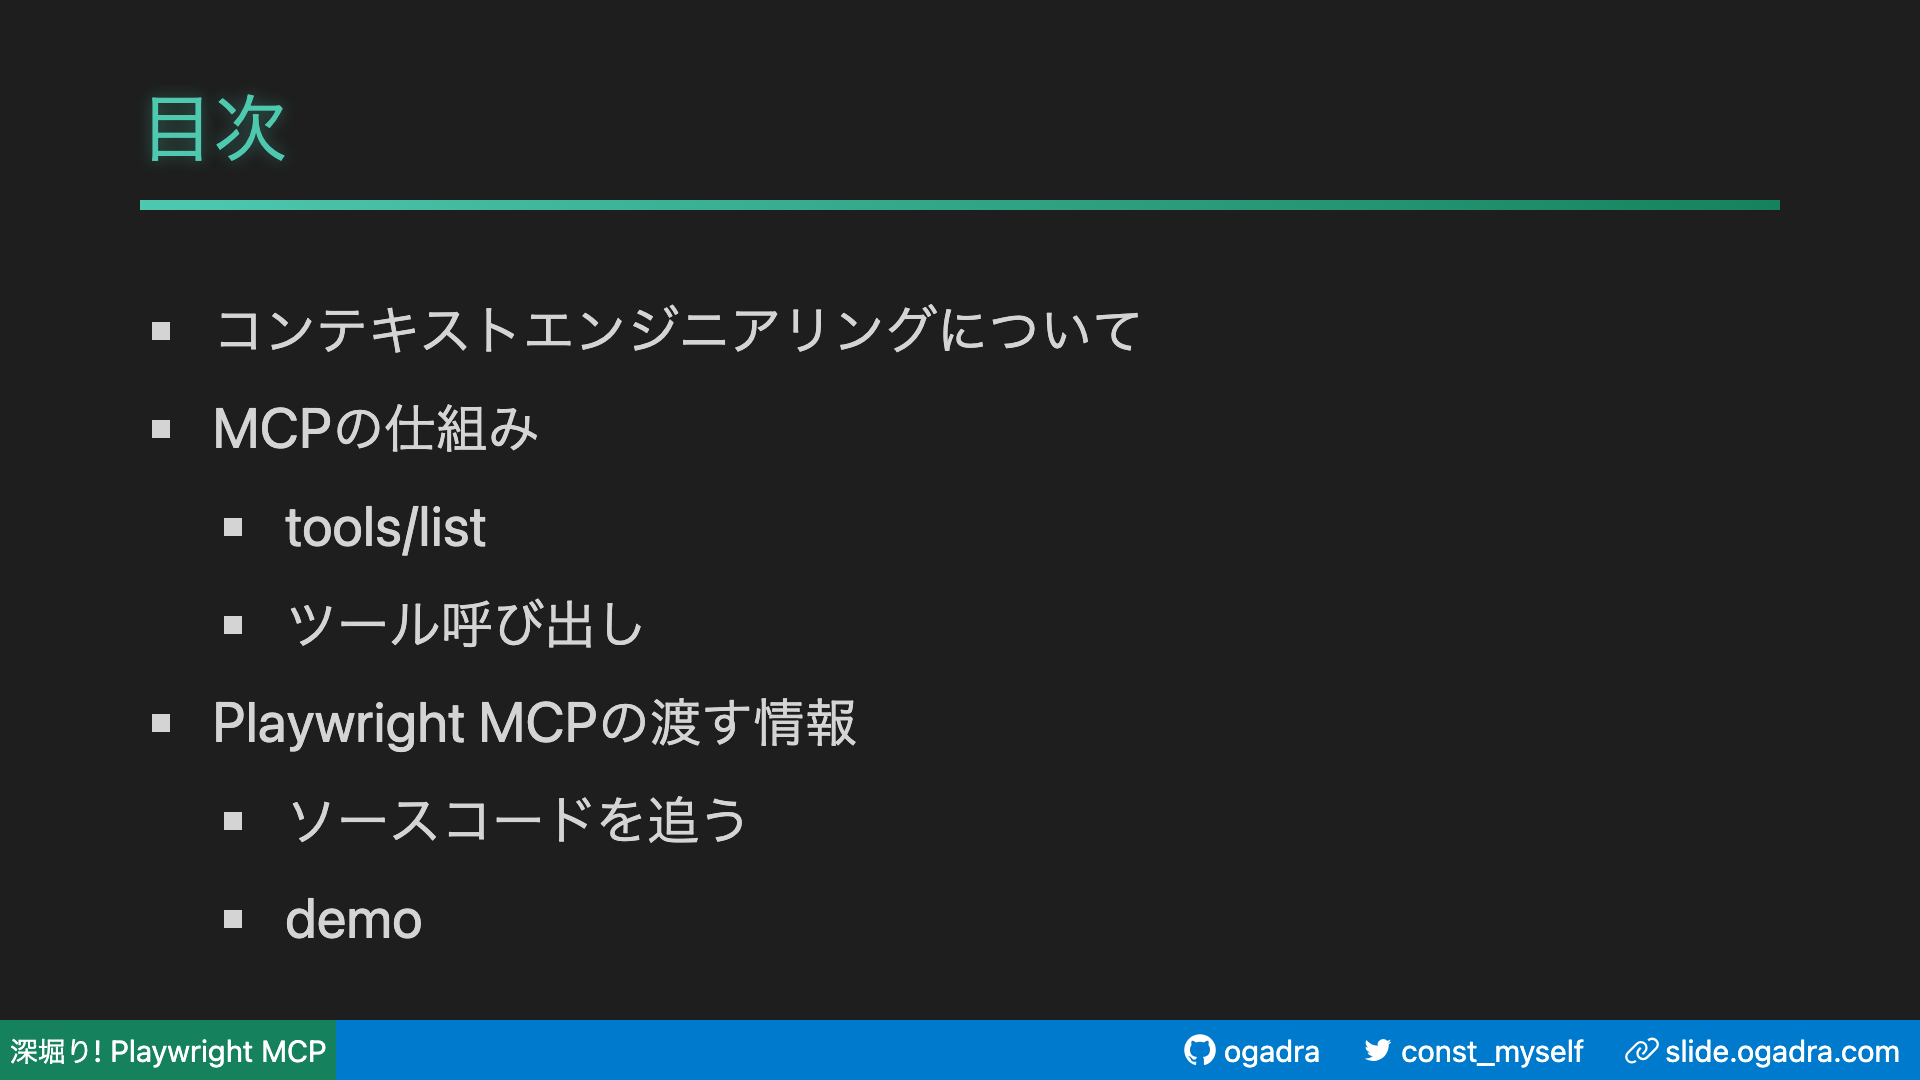 目次
コンテキストエンジニアリングについて
MCPの仕組み
tools/list
ツール呼び出し
Playwright MCPの渡す情報
ソースコードを追う
demo
深堀り! Playwright MCP
ogadra
const_myself
slide.ogadra.com